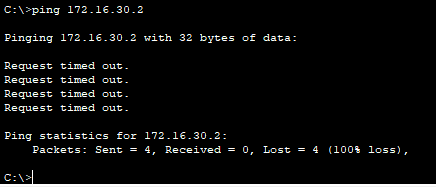 C:\>ping 172.16.30.2
Pinging 172.16.30.2 with 32 bytes of data:
Request timed out.
Request timed out.
Request timed out.
Request timed out.
Ping statistics for 172.16.30.2:
    Packets: Sent = 4, Received = 0, Lost = 4 (100% loss),
C:\>